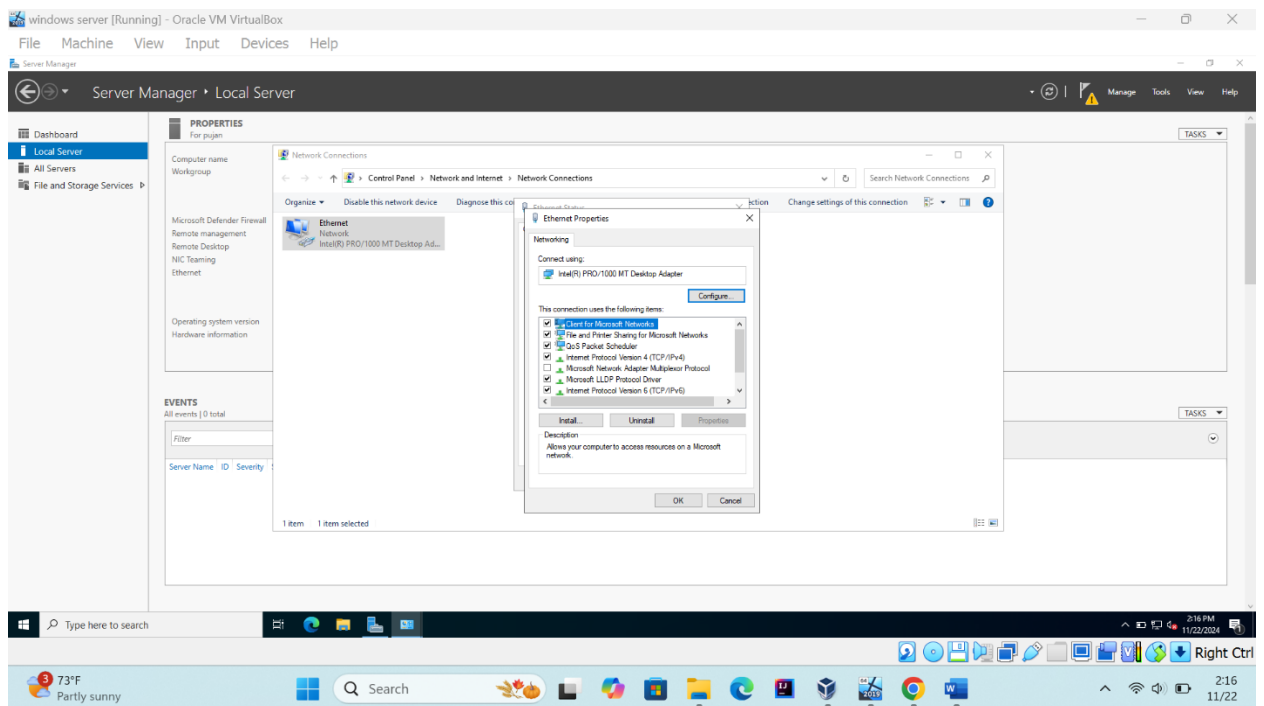 windows server [Running] - Oracle VM VirtualBox
File Machine View Input Devices Help
Server Manager
Server Manager • Local Server
Manage Tools View Help
Dashboard
Local Server
All Servers
File and Storage Services
PROPERTIES
For pujan
TASKS
Computer name
Workgroup
Microsoft Defender Firewall
Remote management
Remote Desktop
NIC Teaming
Ethernet
Operating system version
Hardware information
EVENTS
All events | 0 total
TASKS
Filter
Server Name ID Severity
Network Connections
Control Panel › Network and Internet › Network Connections
Search Network Connections
Organize Disable this network device Diagnose this co
Change settings of this connection
Ethernet
Network
Intel(R) PRO/1000 MT Desktop Ad...
1 item 1 item selected
Ethernet Status
Ethernet Properties
Networking
Connect using:
Intel(R) PRO/1000 MT Desktop Adapter
Configure...
This connection uses the following items:
Client for Microsoft Networks
File and Printer Sharing for Microsoft Networks
QoS Packet Scheduler
Internet Protocol Version 4 (TCP/IPv4)
Microsoft Network Adapter Multiplexor Protocol
Microsoft LLDP Protocol Driver
Internet Protocol Version 6 (TCP/IPv6)
Install... Uninstall Properties
Description
Allows your computer to access resources on a Microsoft
network.
OK Cancel
Type here to search
2:16 PM
11/22/2024
Right Ctrl
3
73°F
Partly sunny
Search
2019
2:16
11/22